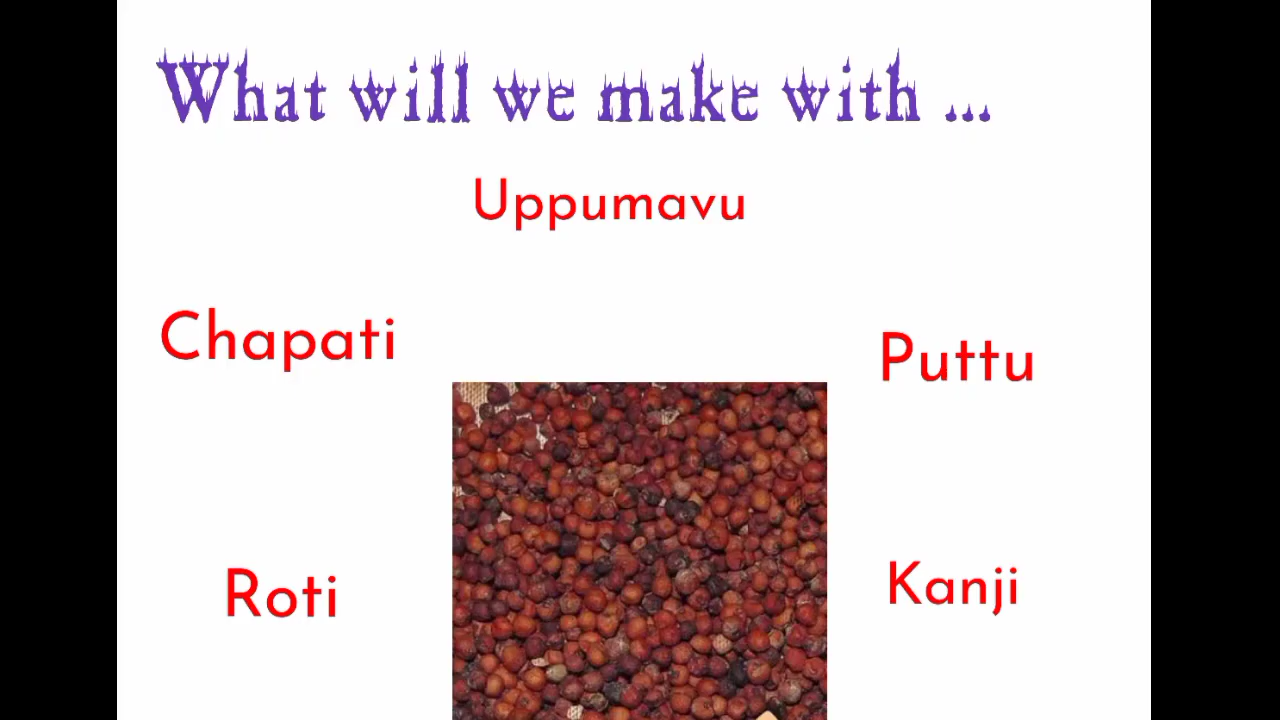 What will we make with ...
Uppumavu
Chapati
Puttu
Roti
Kanji